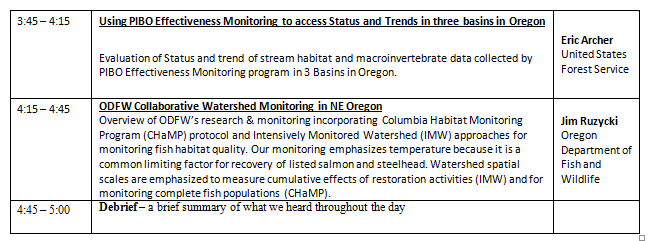 3:45 – 4:15
Using PIBO Effectiveness Monitoring to access Status and Trends in three basins in Oregon
Evaluation of Status and trend of stream habitat and macroinvertebrate data collected by
PIBO Effectiveness Monitoring program in 3 Basins in Oregon.
Eric Archer
United States
Forest Service
4:15 – 4:45
ODFW Collaborative Watershed Monitoring in NE Oregon
Overview of ODFW's research & monitoring incorporating Columbia Habitat Monitoring
Program (CHaMP) protocol and Intensively Monitored Watershed (IMW) approaches for
monitoring fish habitat quality. Our monitoring emphasizes temperature because it is a
common limiting factor for recovery of listed salmon and steelhead. Watershed spatial
scales are emphasized to measure cumulative effects of restoration activities (IMW) and for
monitoring complete fish populations (CHaMP).
Jim Ruzycki
Oregon
Department of
Fish and
Wildlife
4:45 – 5:00
Debrief – a brief summary of what we heard throughout the day